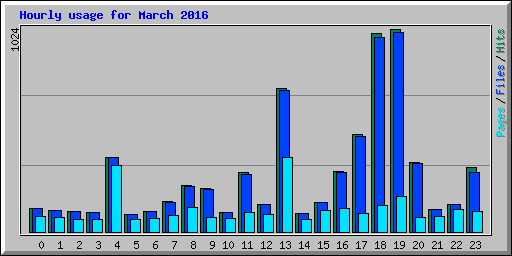 Hourly usage for March 2016
1024
Pages/Files/Hits
0 1 2 3 4 5 6 7 8 9 10 11 12 13 14 15 16 17 18 19 20 21 22 23